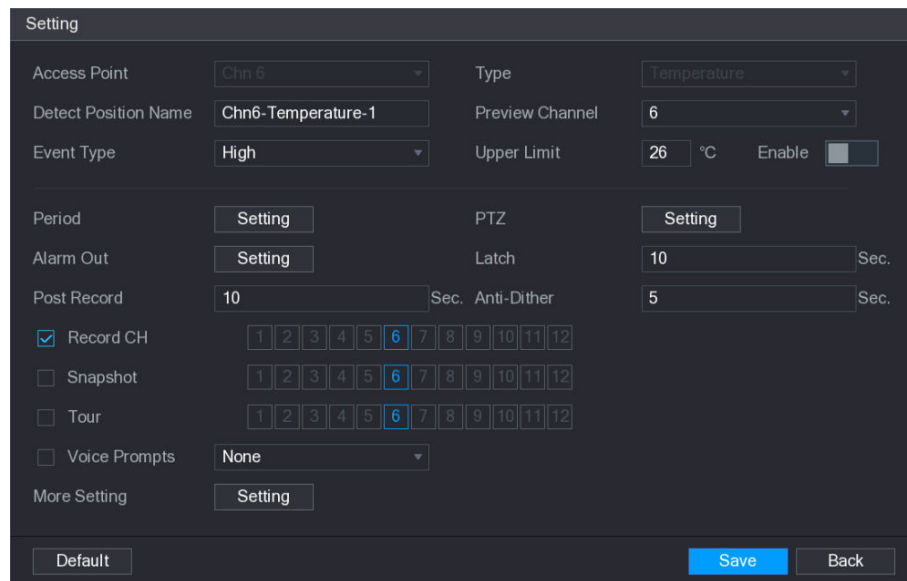 Setting
Access Point Chn 6 Type Temperature
Detect Position Name Chn6-Temperature-1 Preview Channel 6
Event Type High Upper Limit 26 °C Enable
Period Setting PTZ Setting
Alarm Out Setting Latch 10 Sec.
Post Record 10 Sec. Anti-Dither 5 Sec.
Record CH 1 2 3 4 5 6 7 8 9 10 11 12
Snapshot 1 2 3 4 5 6 7 8 9 10 11 12
Tour 1 2 3 4 5 6 7 8 9 10 11 12
Voice Prompts None
More Setting Setting
Default Save Back